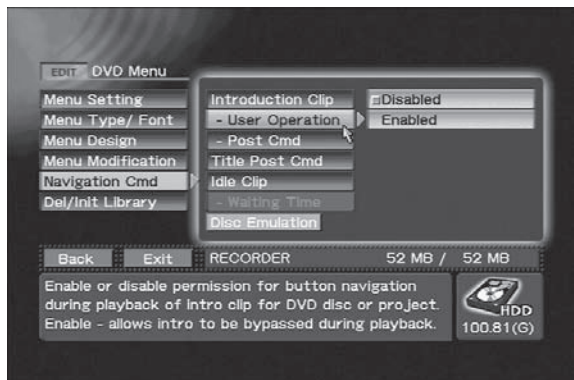 EDIT DVD Menu
Menu Setting
Menu Type/ Font
Menu Design
Menu Modification
Navigation Cmd
Del/Init Library
Introduction Clip
- User Operation
- Post Cmd
Title Post Cmd
Idle Clip
- Waiting Time
Disc Emulation
Disabled
Enabled
Back Exit RECORDER 52 MB / 52 MB
Enable or disable permission for button navigation
during playback of intro clip for DVD disc or project.
Enable - allows intro to be bypassed during playback.
HDD
100.81(G)